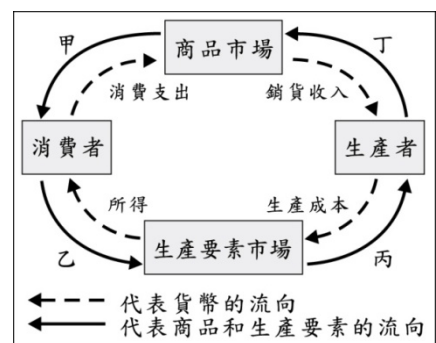 甲 商品市場 丁
消費支出 銷貨收入
消費者 生產者
所得 生產成本
乙 生產要素市場 丙
代表貨幣的流向
代表商品和生產要素的流向